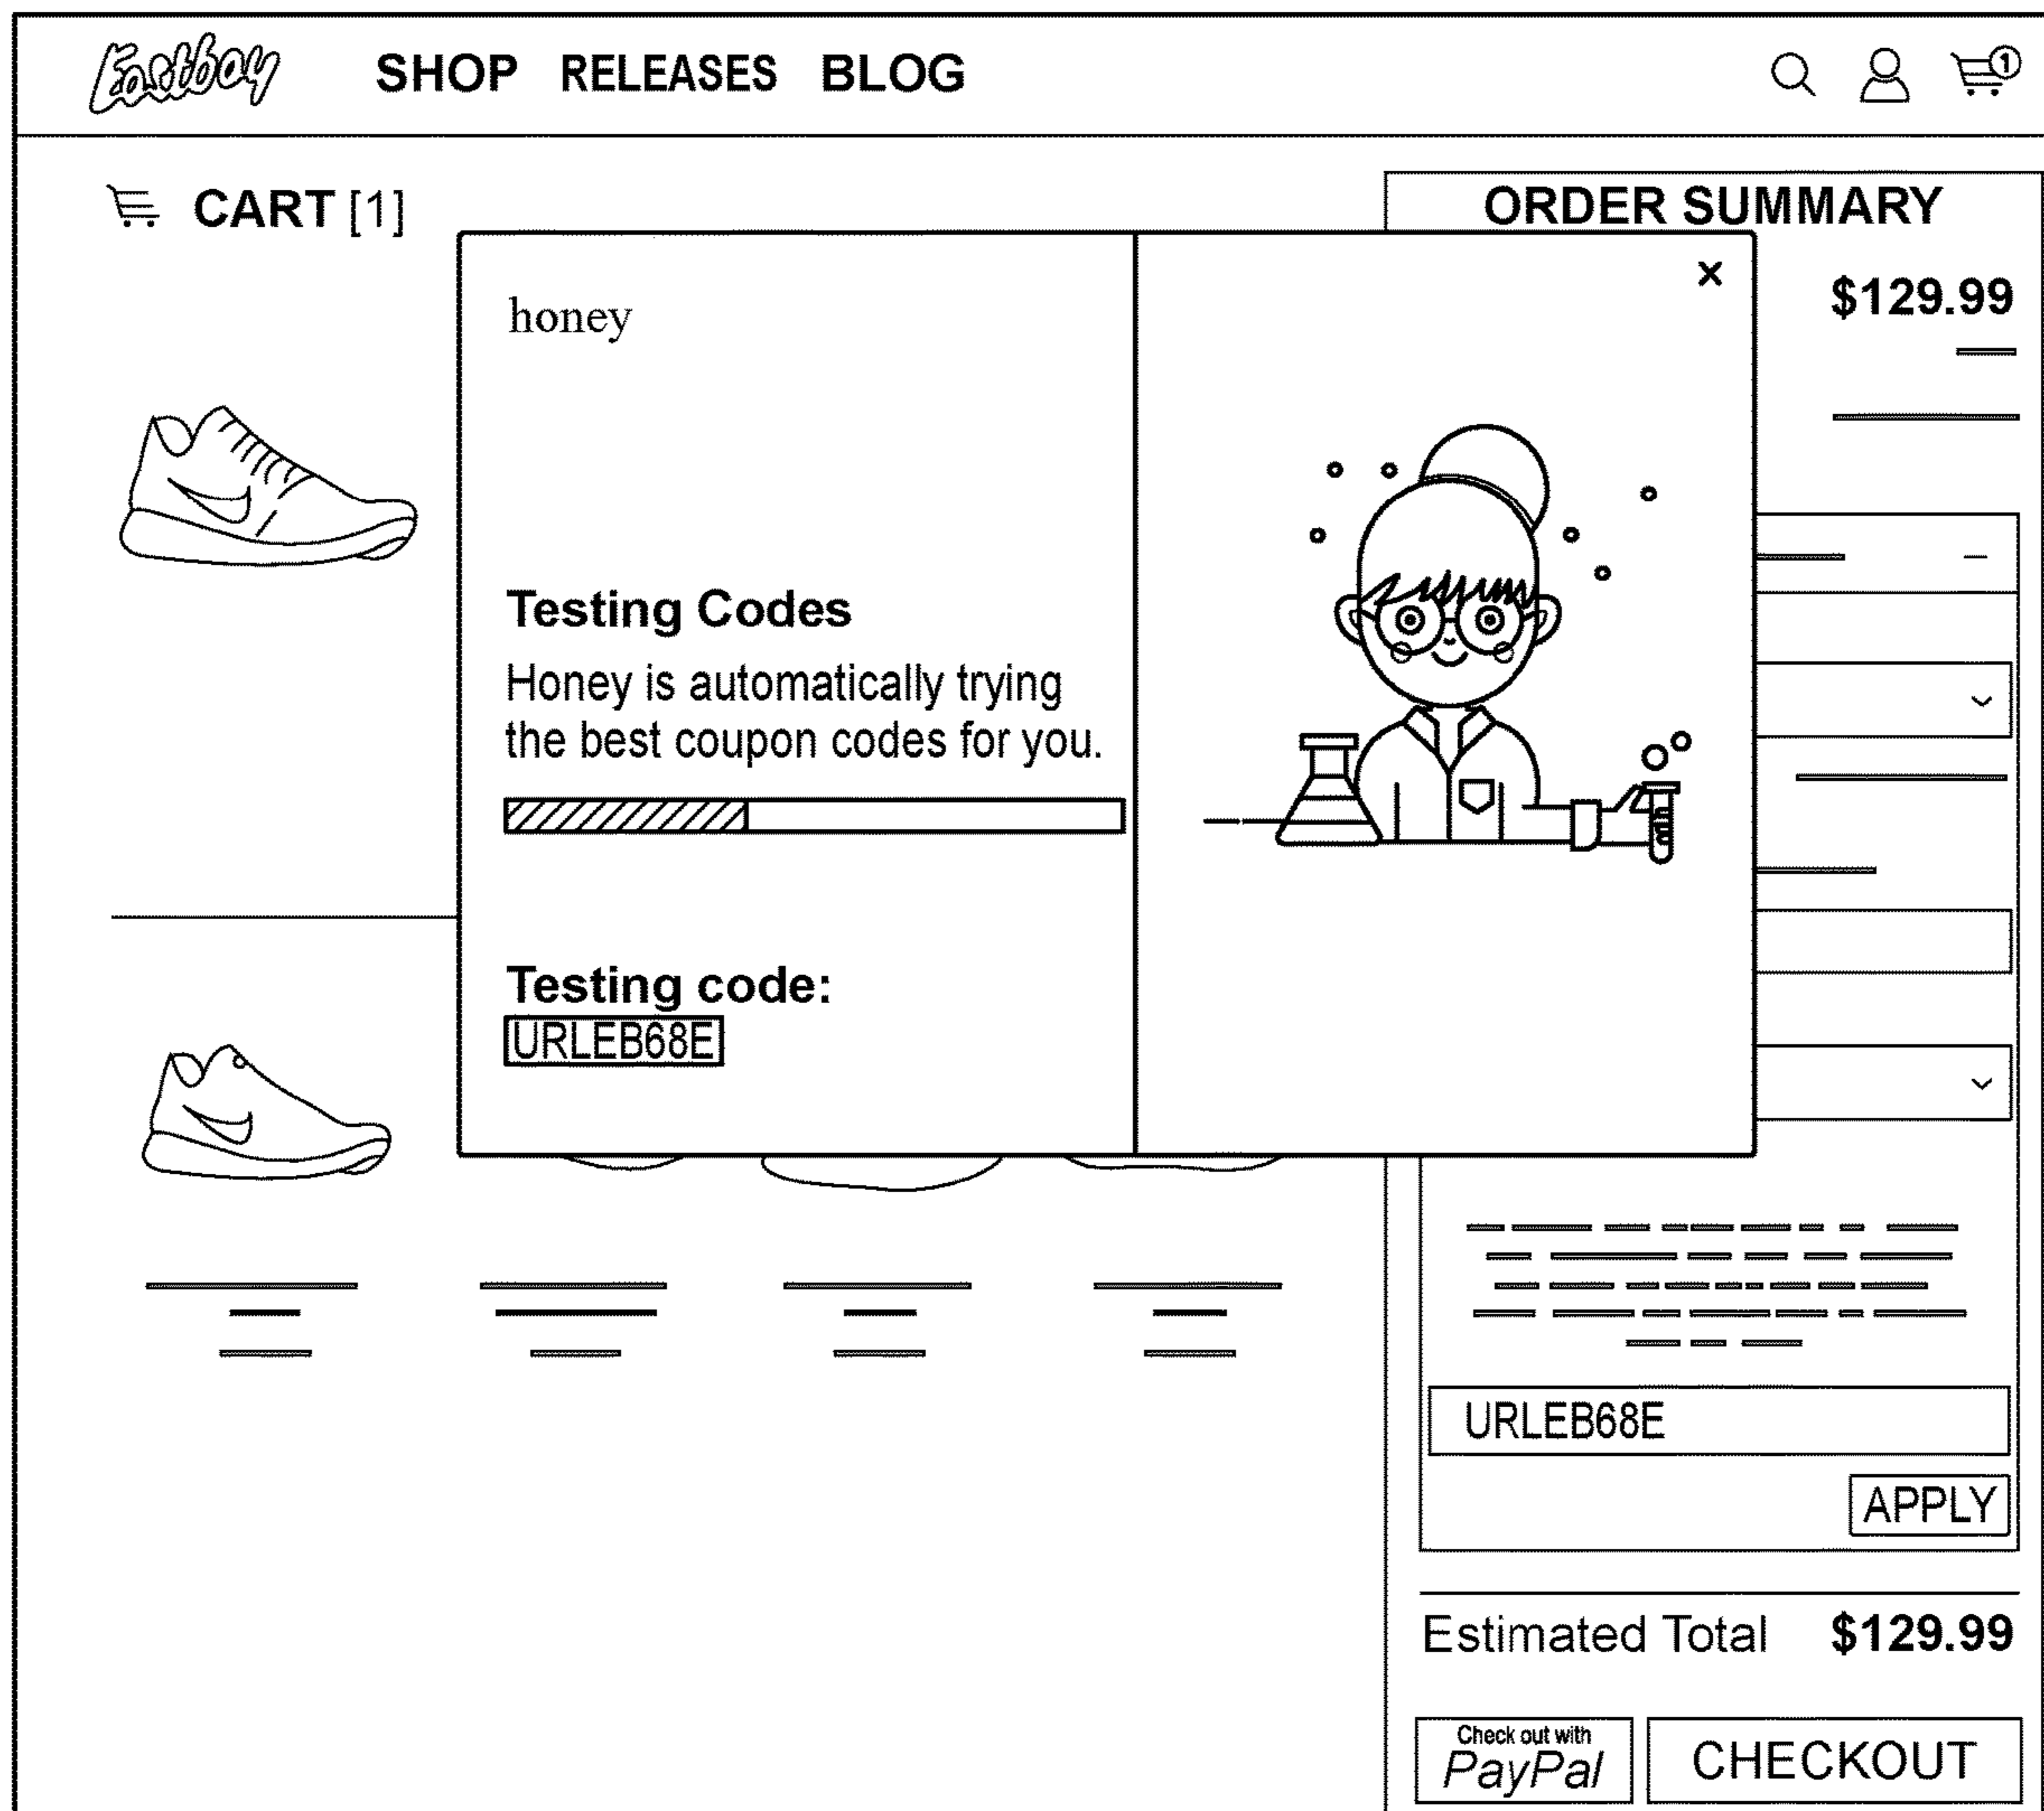 Eastbay SHOP RELEASES BLOG 1
CART [1]
ORDER SUMMARY
$129.99
honey
x
Testing Codes
Honey is automatically trying
the best coupon codes for you.
Testing code:
URLEB68E
URLEB68E
APPLY
Estimated Total $129.99
Check out with
PayPal
CHECKOUT